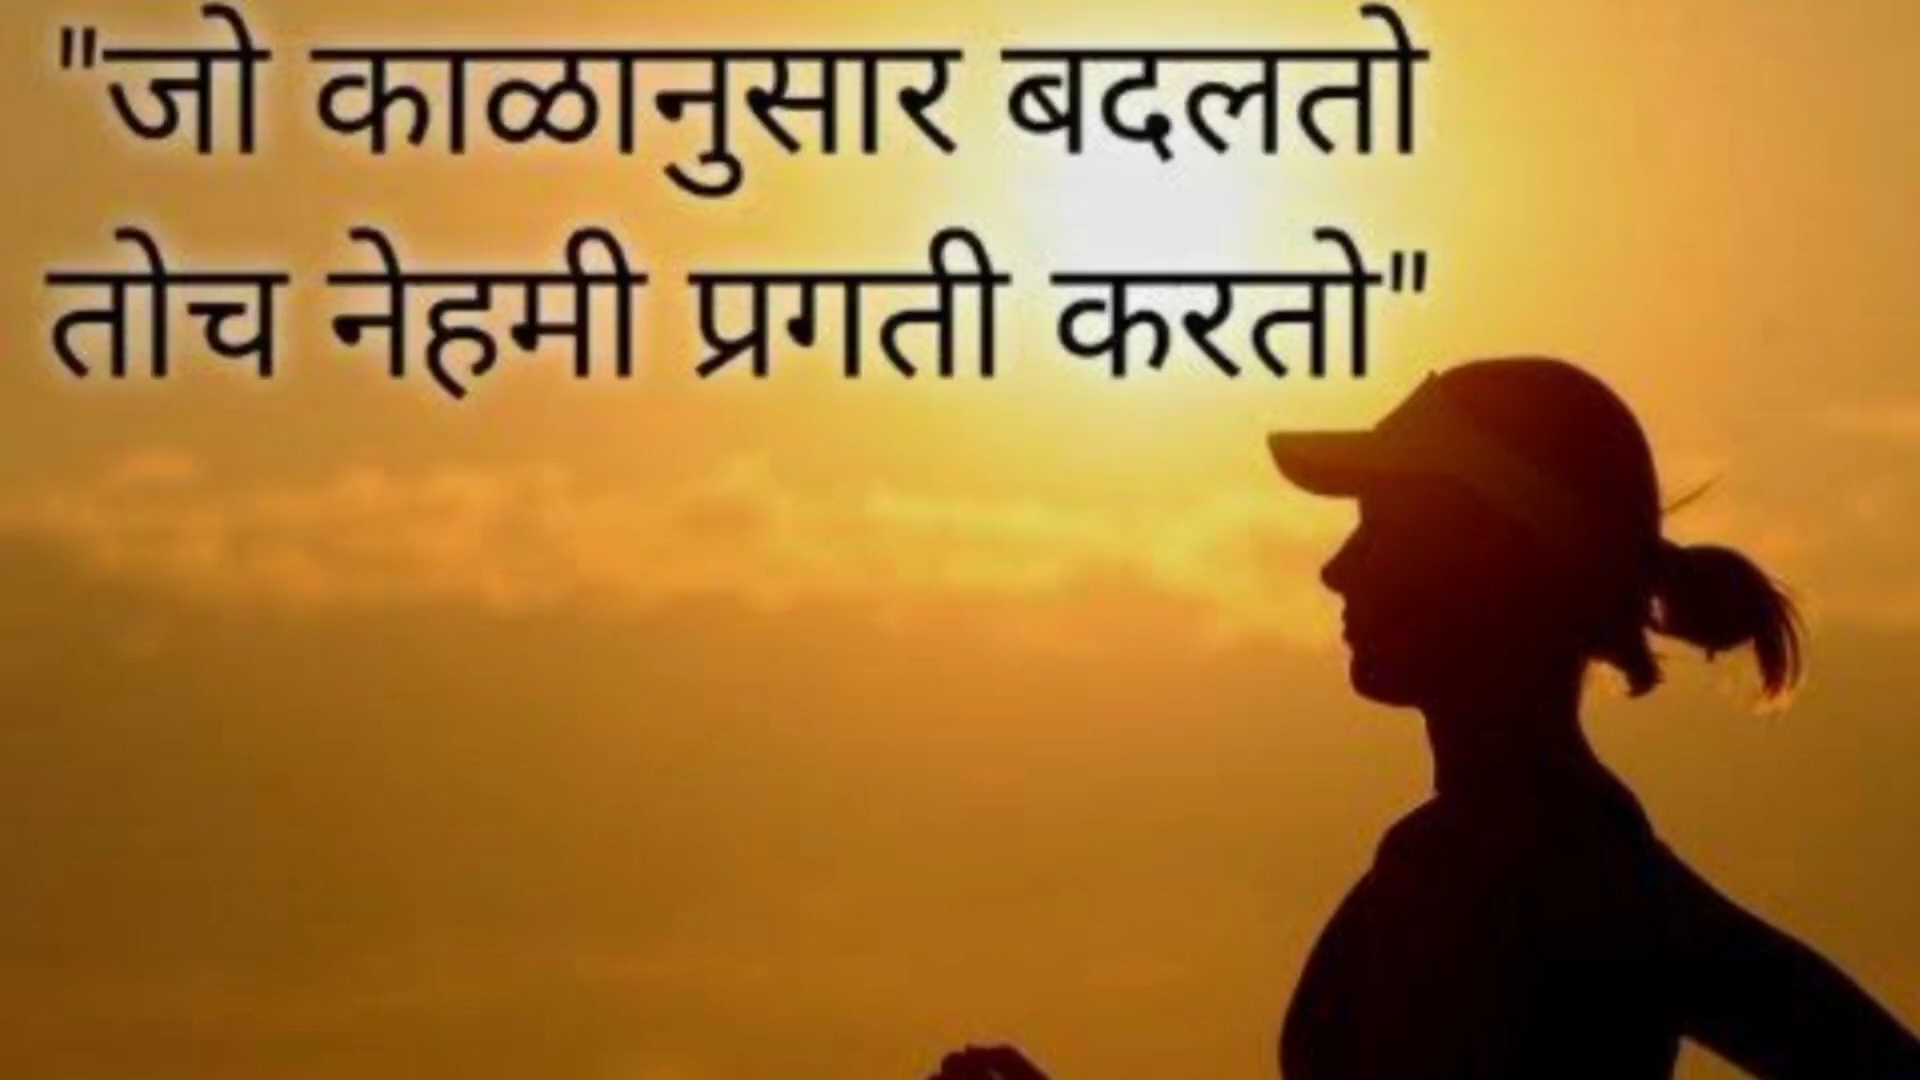 "जो काळानुसार बदलतो
तोच नेहमी प्रगती करतो"